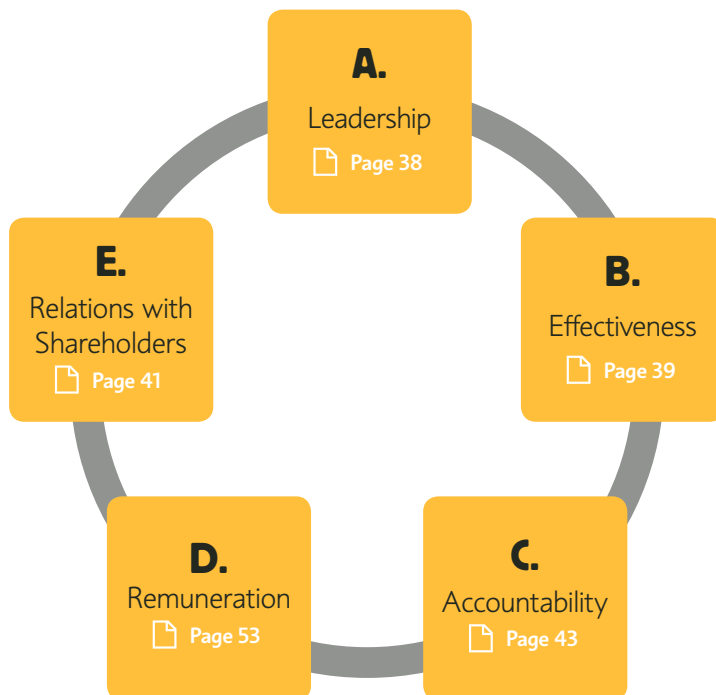 A.
Leadership
Page 38
B.
Effectiveness
Page 39
C.
Accountability
Page 43
D.
Remuneration
Page 53
E.
Relations with
Shareholders
Page 41